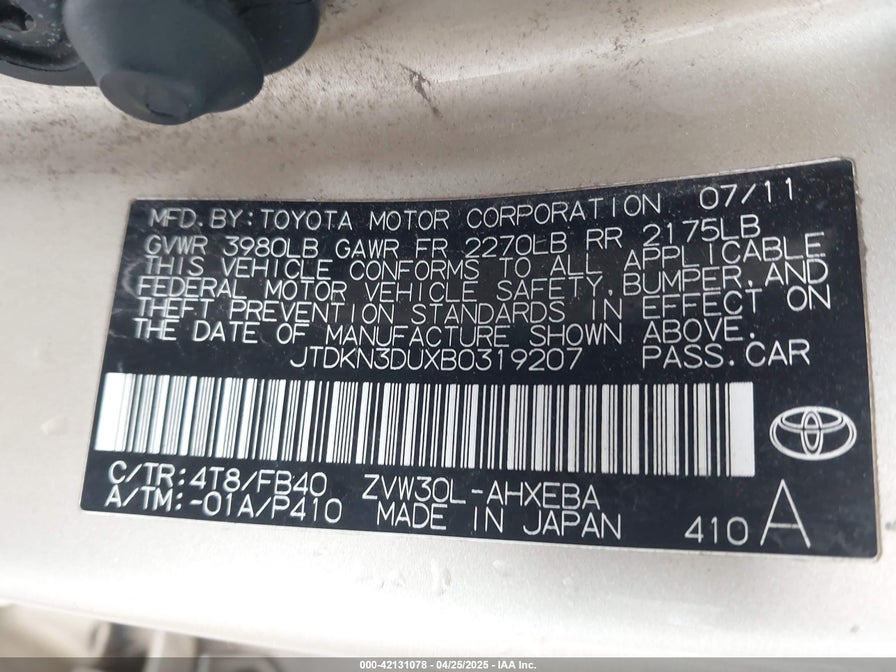 MFD. BY: TOYOTA MOTOR CORPORATION 07/11
GVWR 3980LB GAWR FR 2270LB RR 2175LB
THIS VEHICLE CONFORMS TO ALL APPLICABLE
FEDERAL MOTOR VEHICLE SAFETY, BUMPER, AND
THEFT PREVENTION STANDARDS IN EFFECT ON
THE DATE OF MANUFACTURE SHOWN ABOVE.
JTDKN3DUXB0319207 PASS. CAR
C/TR: 4T8/FB40 ZVW30L-AHXEBA
A/TM: -01A/P410 MADE IN JAPAN 410 A
000-42131078 - 04/25/2025 - IAA Inc.